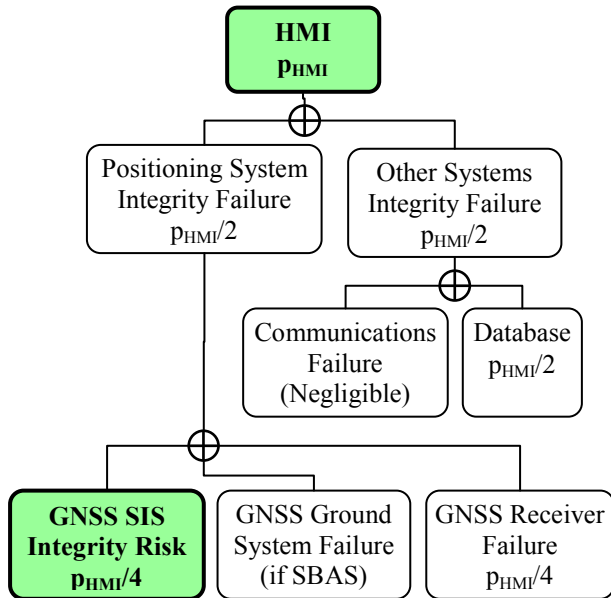 HMI
pHMI
Positioning System
Integrity Failure
pHMI/2
Other Systems
Integrity Failure
pHMI/2
Communications
Failure
(Negligible)
Database
pHMI/2
GNSS SIS
Integrity Risk
pHMI/4
GNSS Ground
System Failure
(if SBAS)
GNSS Receiver
Failure
pHMI/4